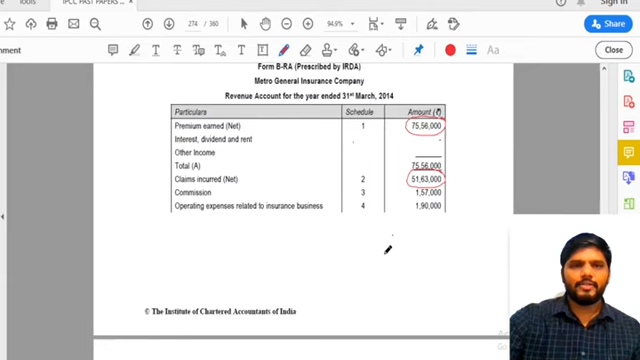 Tools
IPCC PAST PAPERS
Sign In
274 / 360
94.9%
omment
Aa
Close
Form B-RA (Prescribed by IRDA)
Metro General Insurance Company
Revenue Account for the year ended 31st March, 2014
Particulars Schedule Amount (₹)
Premium earned (Net) 1 75,56,000
Interest, dividend and rent -
Other Income
Total (A) 75,56,000
Claims incurred (Net) 2 51,63,000
Commission 3 1,57,000
Operating expenses related to insurance business 4 1,90,000
© The Institute of Chartered Accountants of India